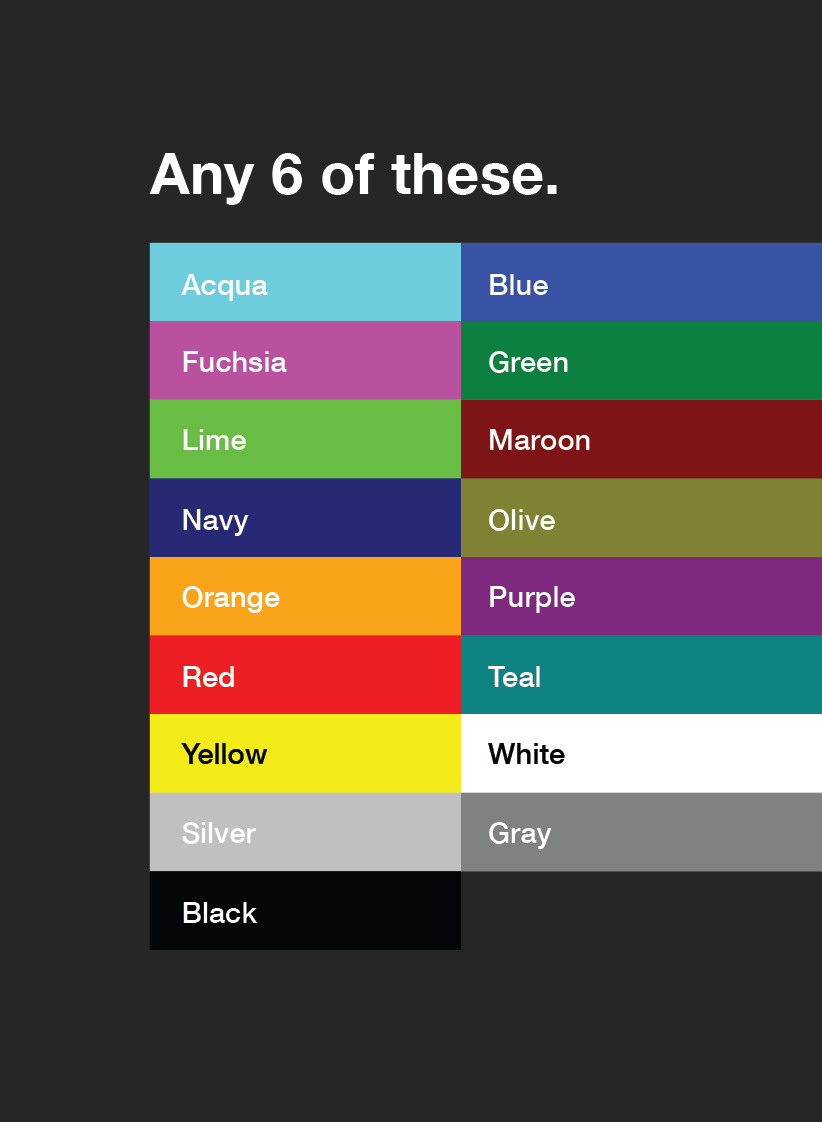 Any 6 of these.
Acqua Blue
Fuchsia Green
Lime Maroon
Navy Olive
Orange Purple
Red Teal
Yellow White
Silver Gray
Black